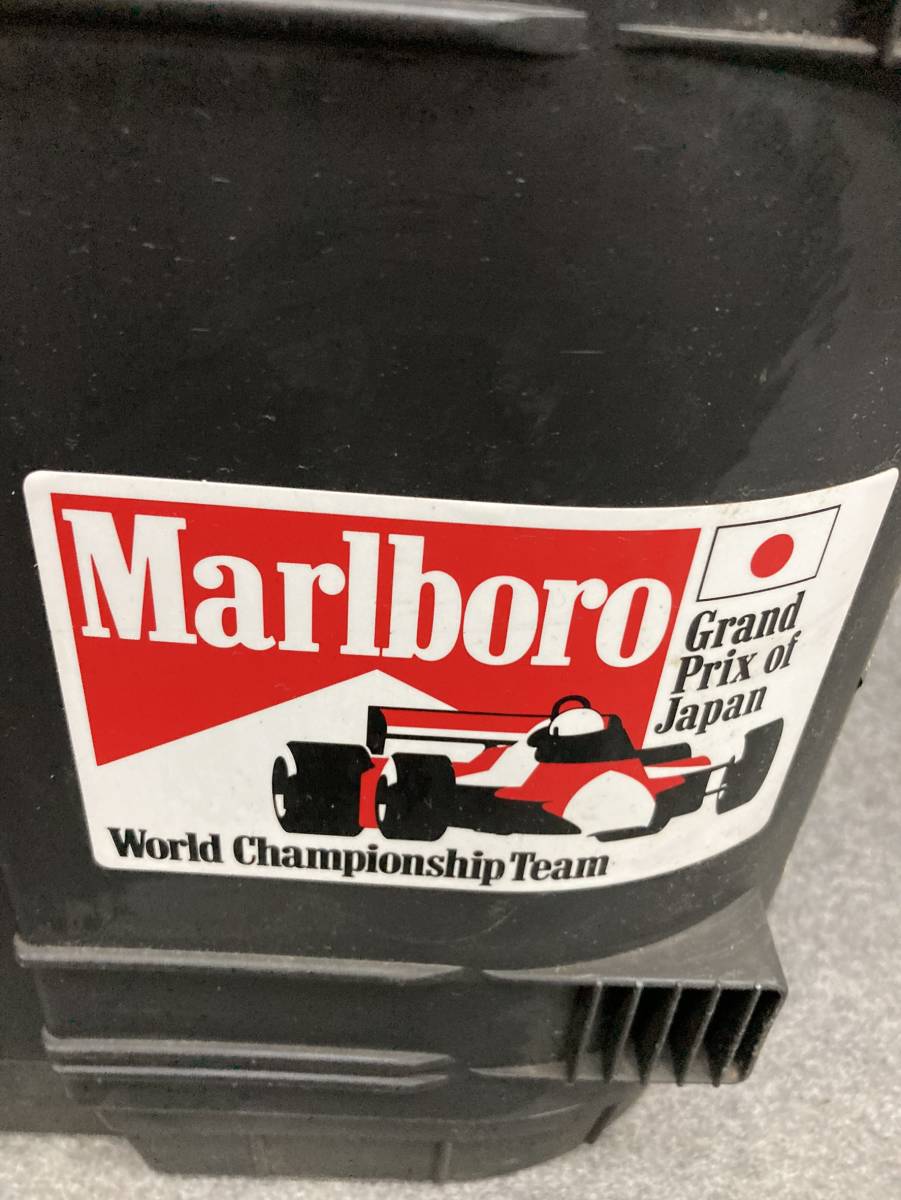 Marlboro
Grand
Prix of
Japan
World Championship Team